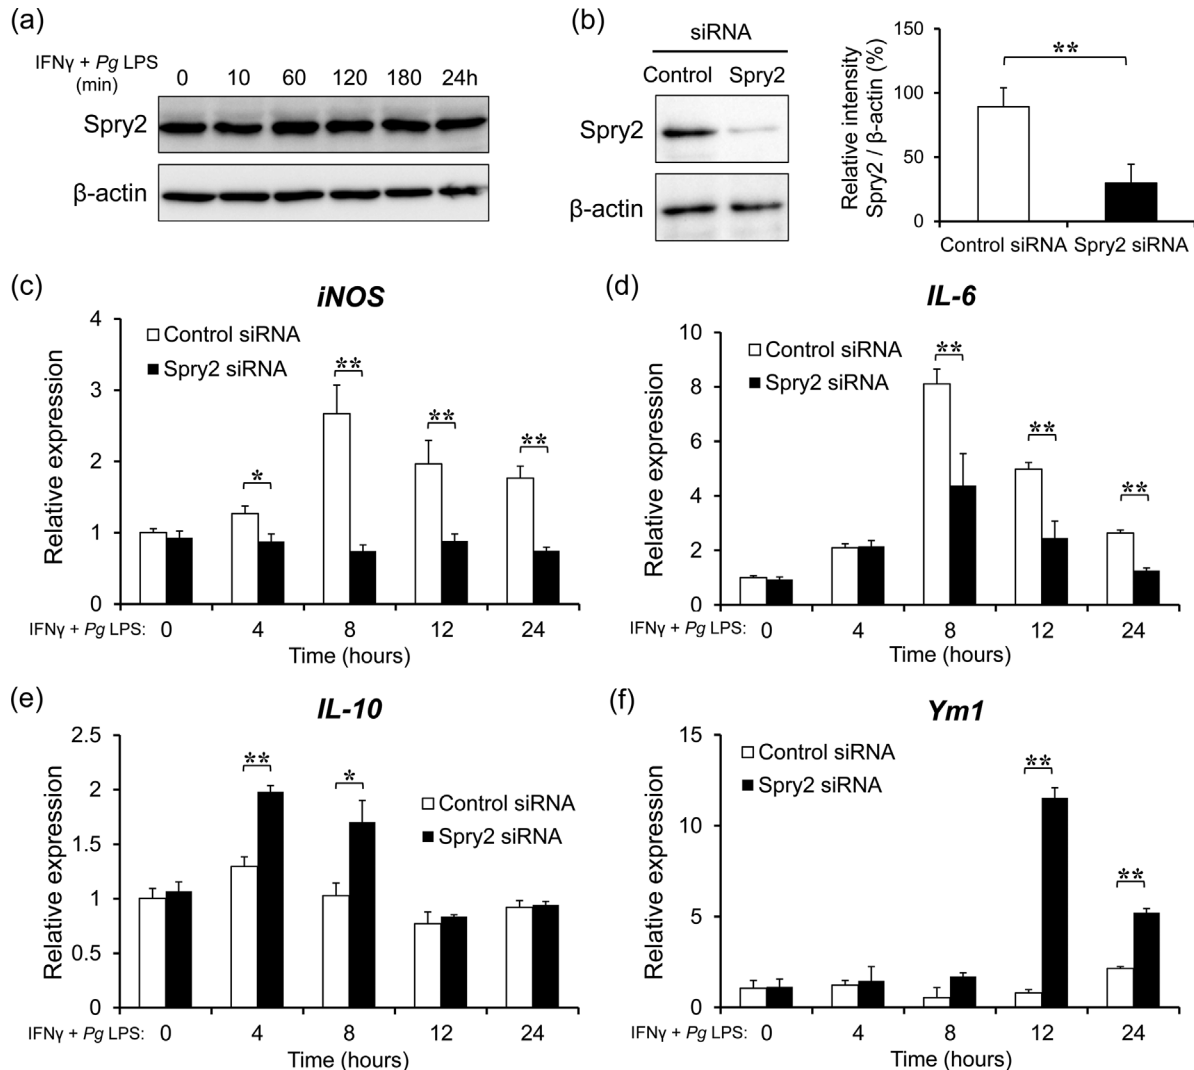 (a)
IFNγ + Pg LPS
(min)
0 10 60 120 180 24h
Spry2
β-actin
(b)
siRNA
Control Spry2
Spry2
β-actin
Relative intensity
Spry2 / β-actin (%)
150
**
100
50
0
Control siRNA Spry2 siRNA
(c)
iNOS
Relative expression
4
3
2
1
0
Control siRNA
Spry2 siRNA
*
**
**
**
IFNγ + Pg LPS: 0 4 8 12 24
Time (hours)
(d)
IL-6
Relative expression
10
8
6
4
2
0
Control siRNA
Spry2 siRNA
**
**
**
IFNγ + Pg LPS: 0 4 8 12 24
Time (hours)
(e)
IL-10
Relative expression
2.5
2
1.5
1
0.5
0
**
*
Control siRNA
Spry2 siRNA
IFNγ + Pg LPS: 0 4 8 12 24
Time (hours)
(f)
Ym1
Relative expression
15
10
5
0
Control siRNA
Spry2 siRNA
**
**
IFNγ + Pg LPS: 0 4 8 12 24
Time (hours)